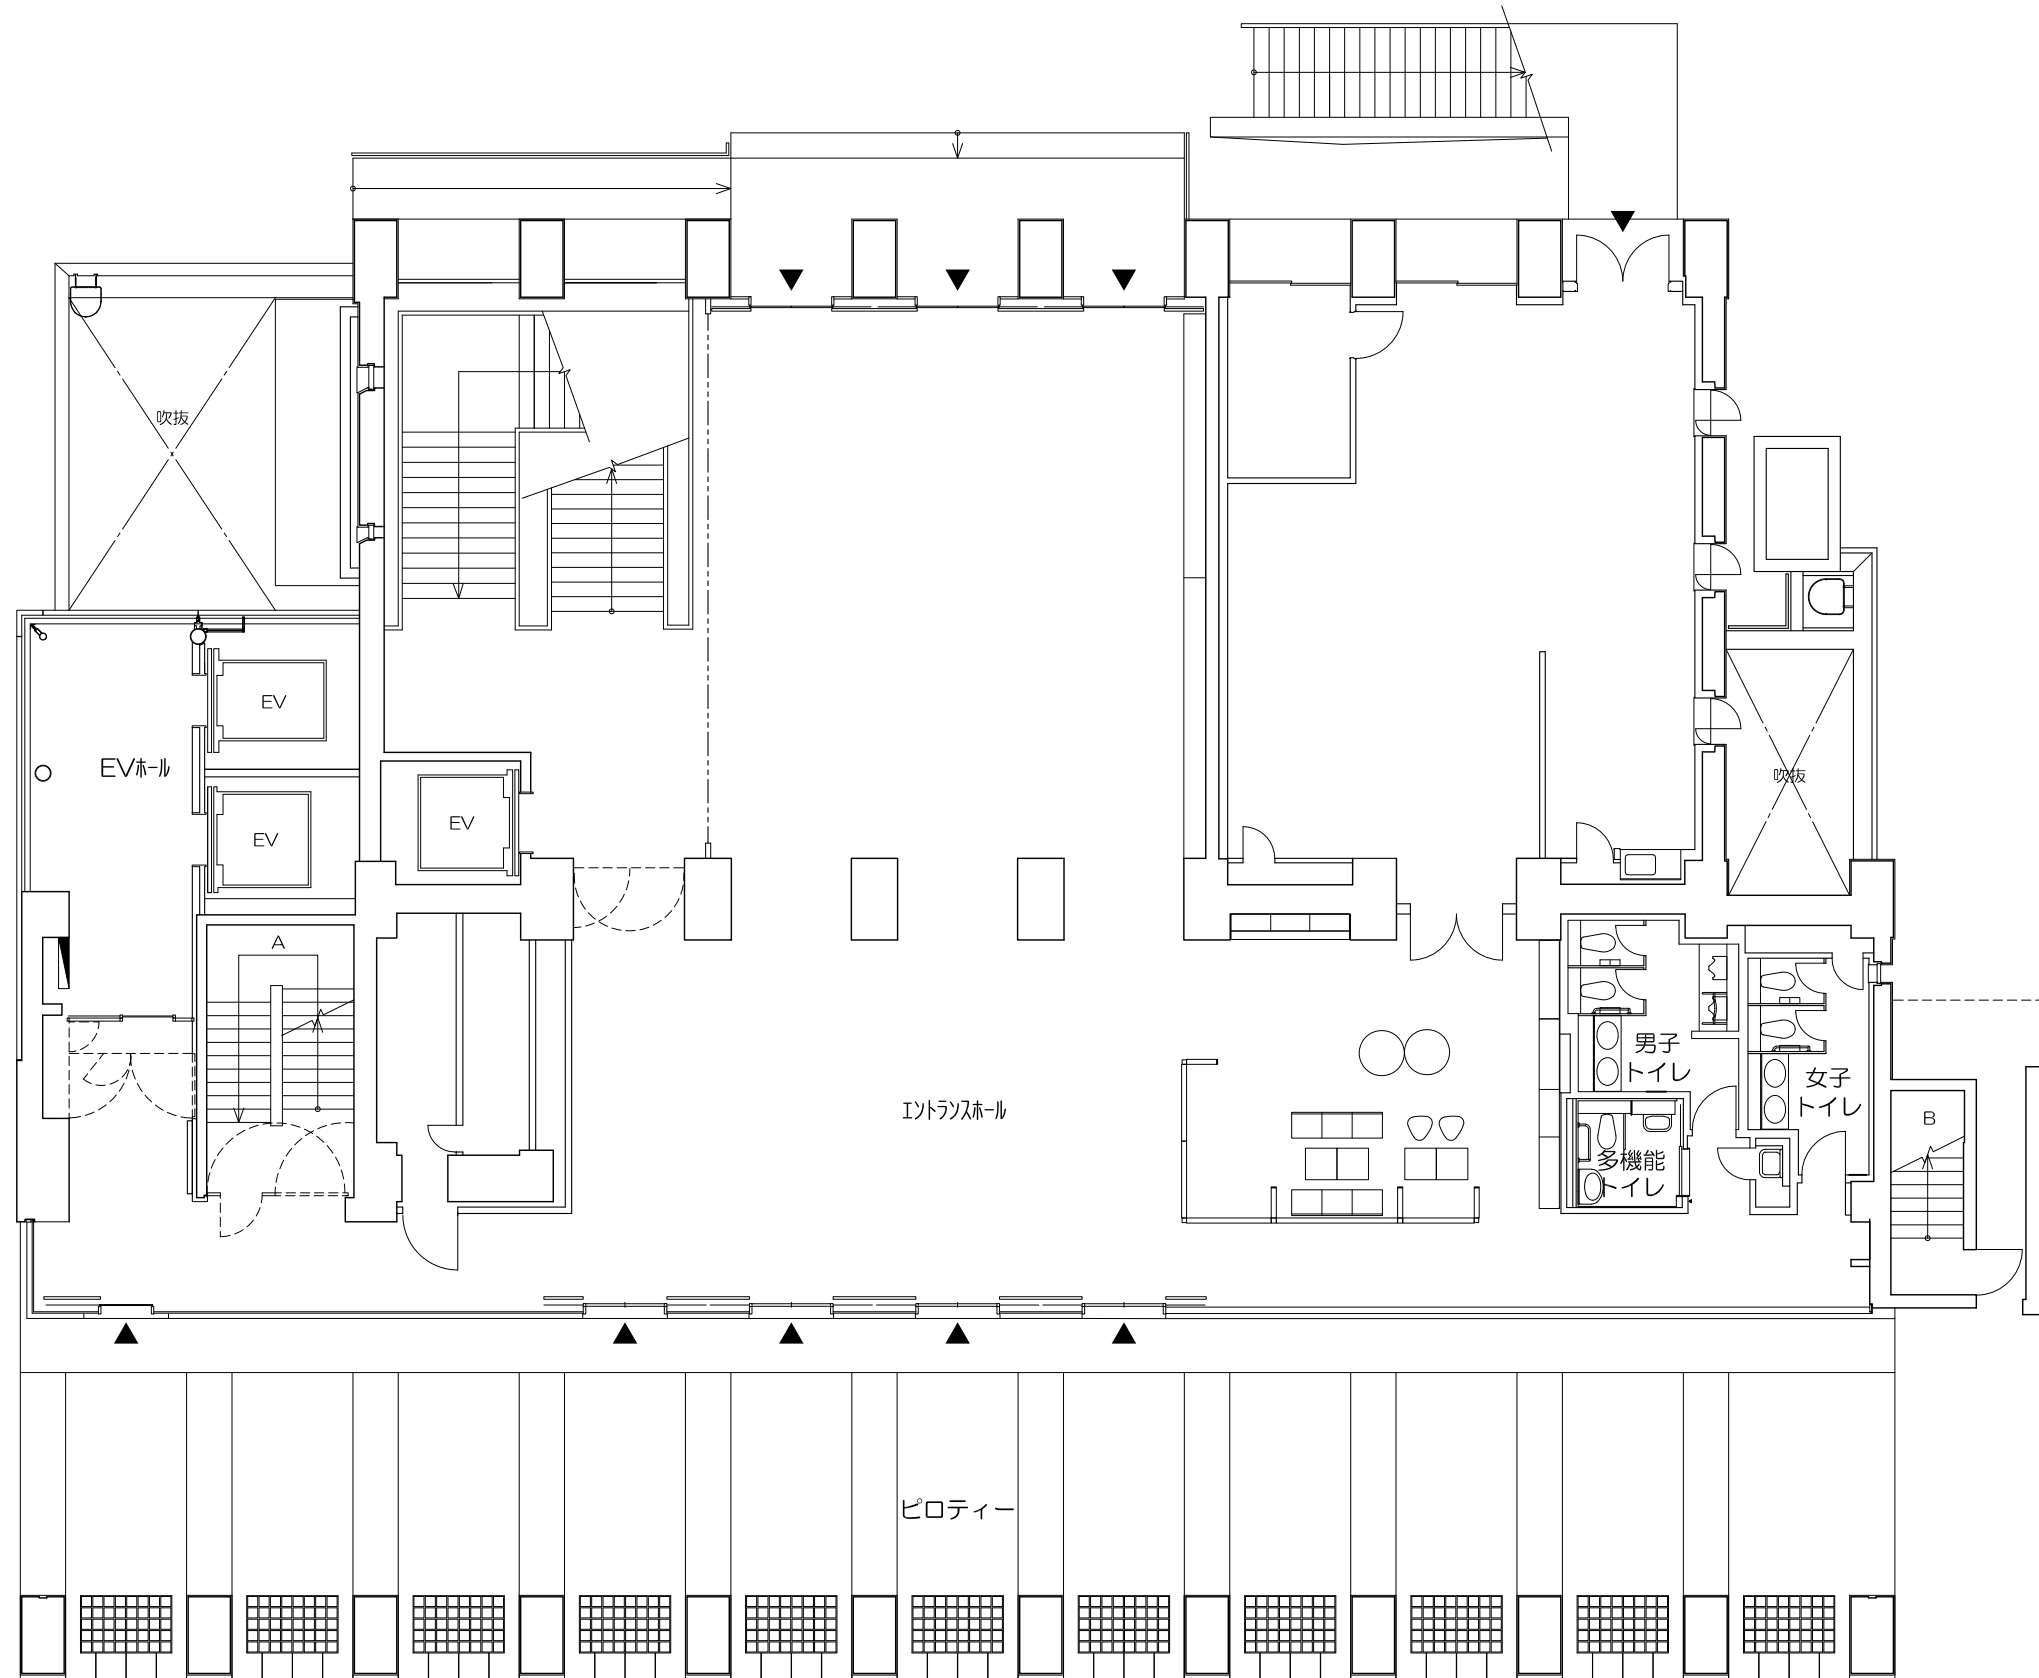 吹抜
EV
EVホール
吹抜
EV
EV
A
男子
トイレ
女子
トイレ
エントランスホール
B
多機能
トイレ
ピロティー